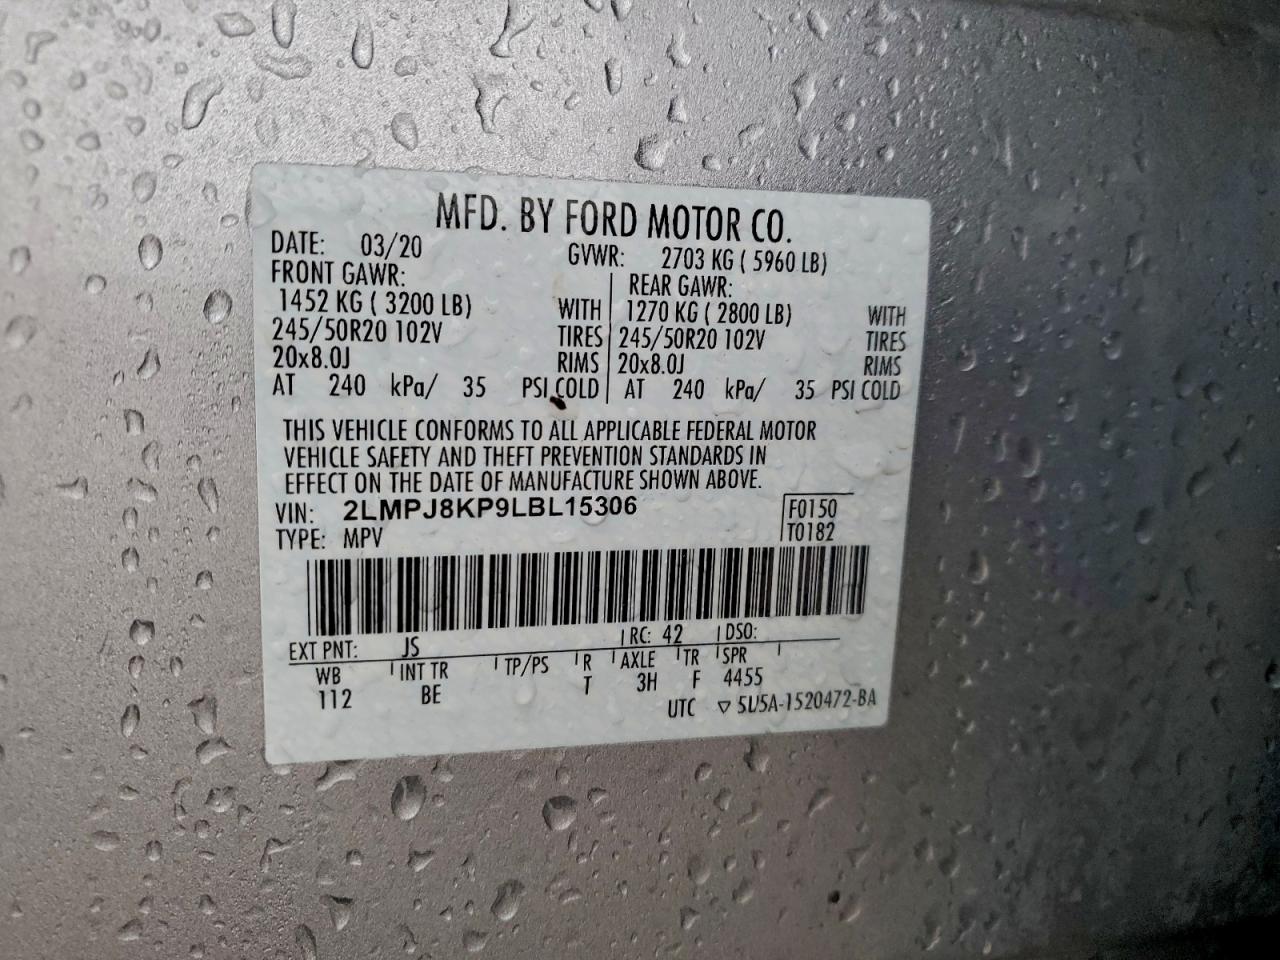 MFD. BY FORD MOTOR CO.
DATE: 03/20 GVWR: 2703 KG ( 5960 LB)
FRONT GAWR: REAR GAWR:
1452 KG ( 3200 LB) WITH 1270 KG ( 2800 LB) WITH
245/50R20 102V TIRES 245/50R20 102V TIRES
20x8.0J RIMS 20x8.0J RIMS
AT 240 kPa/ 35 PSI COLD AT 240 kPa/ 35 PSI COLD
THIS VEHICLE CONFORMS TO ALL APPLICABLE FEDERAL MOTOR
VEHICLE SAFETY AND THEFT PREVENTION STANDARDS IN
EFFECT ON THE DATE OF MANUFACTURE SHOWN ABOVE.
VIN: 2LMPJ8KP9LBL15306 F0150
TYPE: MPV T0182
EXT PNT: JS RC: 42 DSO:
WB INT TR TP/PS R AXLE TR SPR
112 BE T 3H F 4455
UTC ▽ 5U5A-1520472-BA